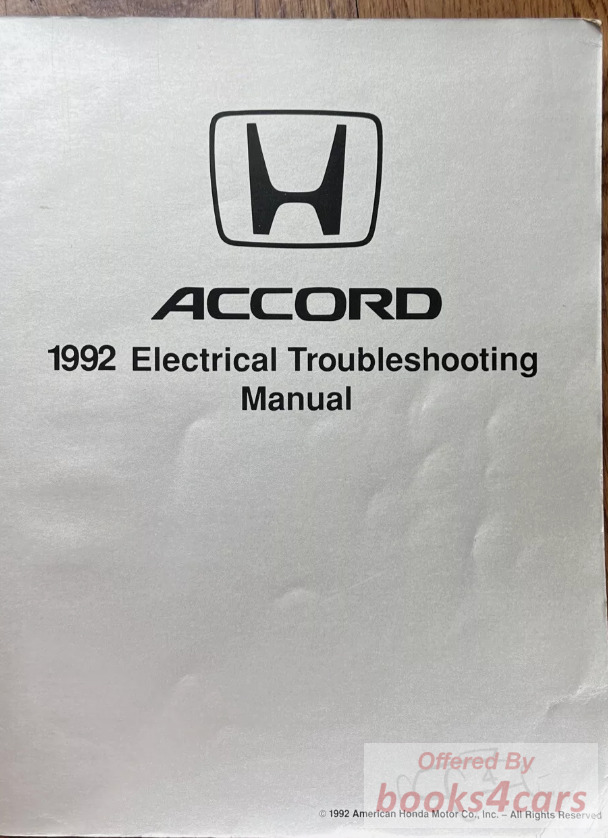 ACCORD
1992 Electrical Troubleshooting
Manual
Offered By
books4cars
© 1992 American Honda Motor Co., Inc. – All Rights Reserved